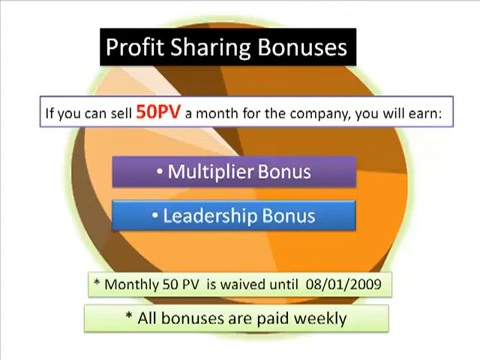 Profit Sharing Bonuses
If you can sell 50PV a month for the company, you will earn:
• Multiplier Bonus
• Leadership Bonus
* Monthly 50 PV is waived until 08/01/2009
* All bonuses are paid weekly